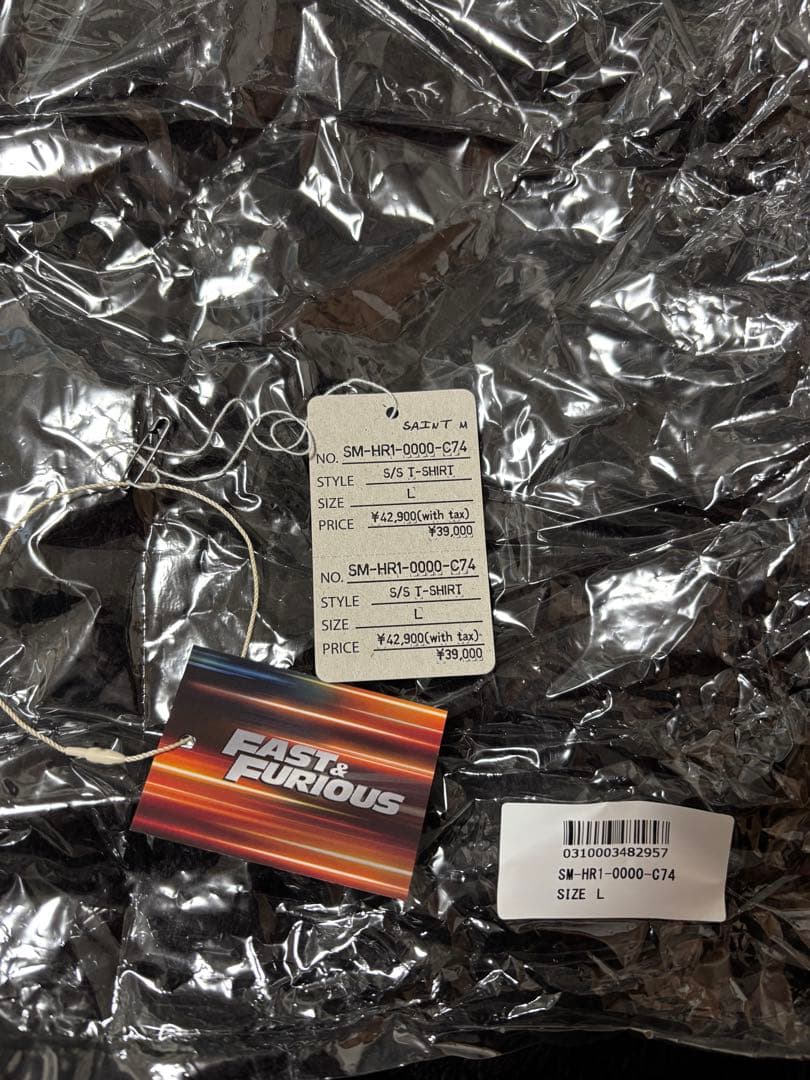 SAINT M
NO. SM-HR1-0000-C74
STYLE S/S T-SHIRT
SIZE L
PRICE ¥42,900(with tax)
¥39,000
NO. SM-HR1-0000-C74
STYLE S/S T-SHIRT
SIZE L
PRICE ¥42,900(with tax)
¥39,000
FAST &
FURIOUS
0310003482957
SM-HR1-0000-C74
SIZE L